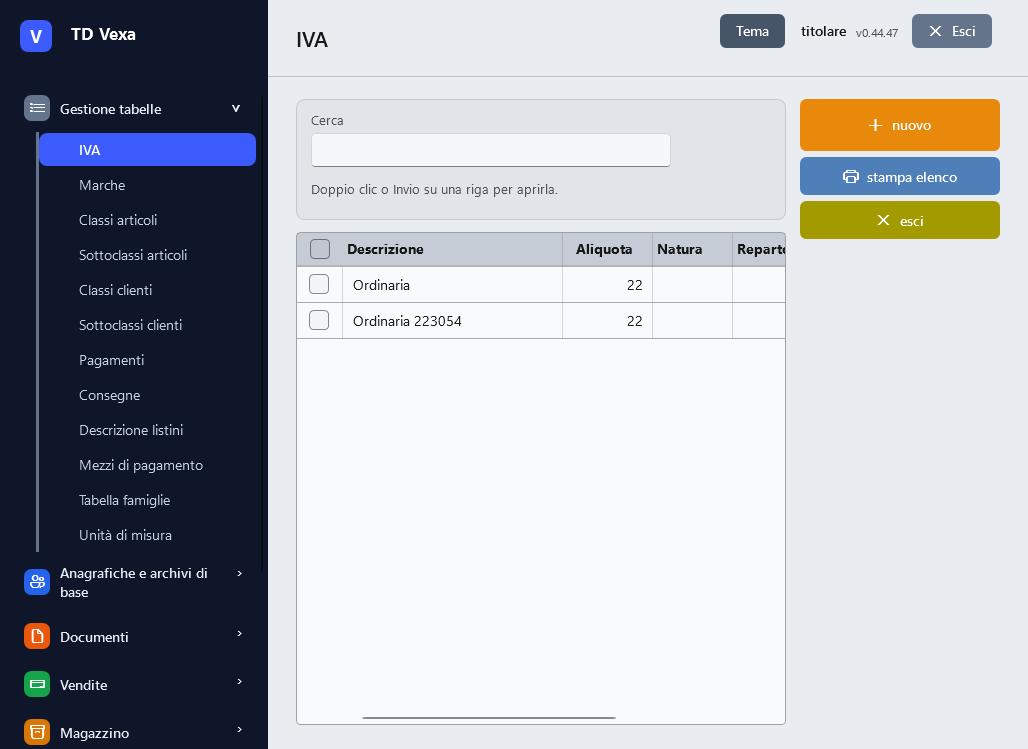 V TD Vexa
Gestione tabelle
IVA
Marche
Classi articoli
Sottoclassi articoli
Classi clienti
Sottoclassi clienti
Pagamenti
Consegne
Descrizione listini
Mezzi di pagamento
Tabella famiglie
Unità di misura
Anagrafiche e archivi di
base
Documenti
Vendite
Magazzino
IVA
Tema titolare v0.44.47 Esci
Cerca
Doppio clic o Invio su una riga per aprirla.
nuovo
stampa elenco
esci
Descrizione Aliquota Natura Reparto
Ordinaria 22
Ordinaria 223054 22